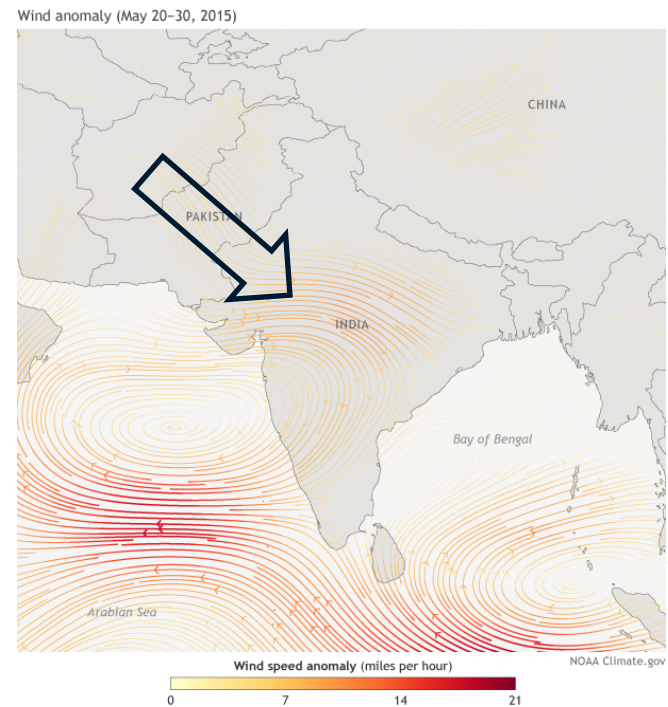 Wind anomaly (May 20–30, 2015)
CHINA
PAKISTAN
INDIA
Bay of Bengal
Arabian Sea
NOAA Climate.gov
Wind speed anomaly (miles per hour)
0 7 14 21